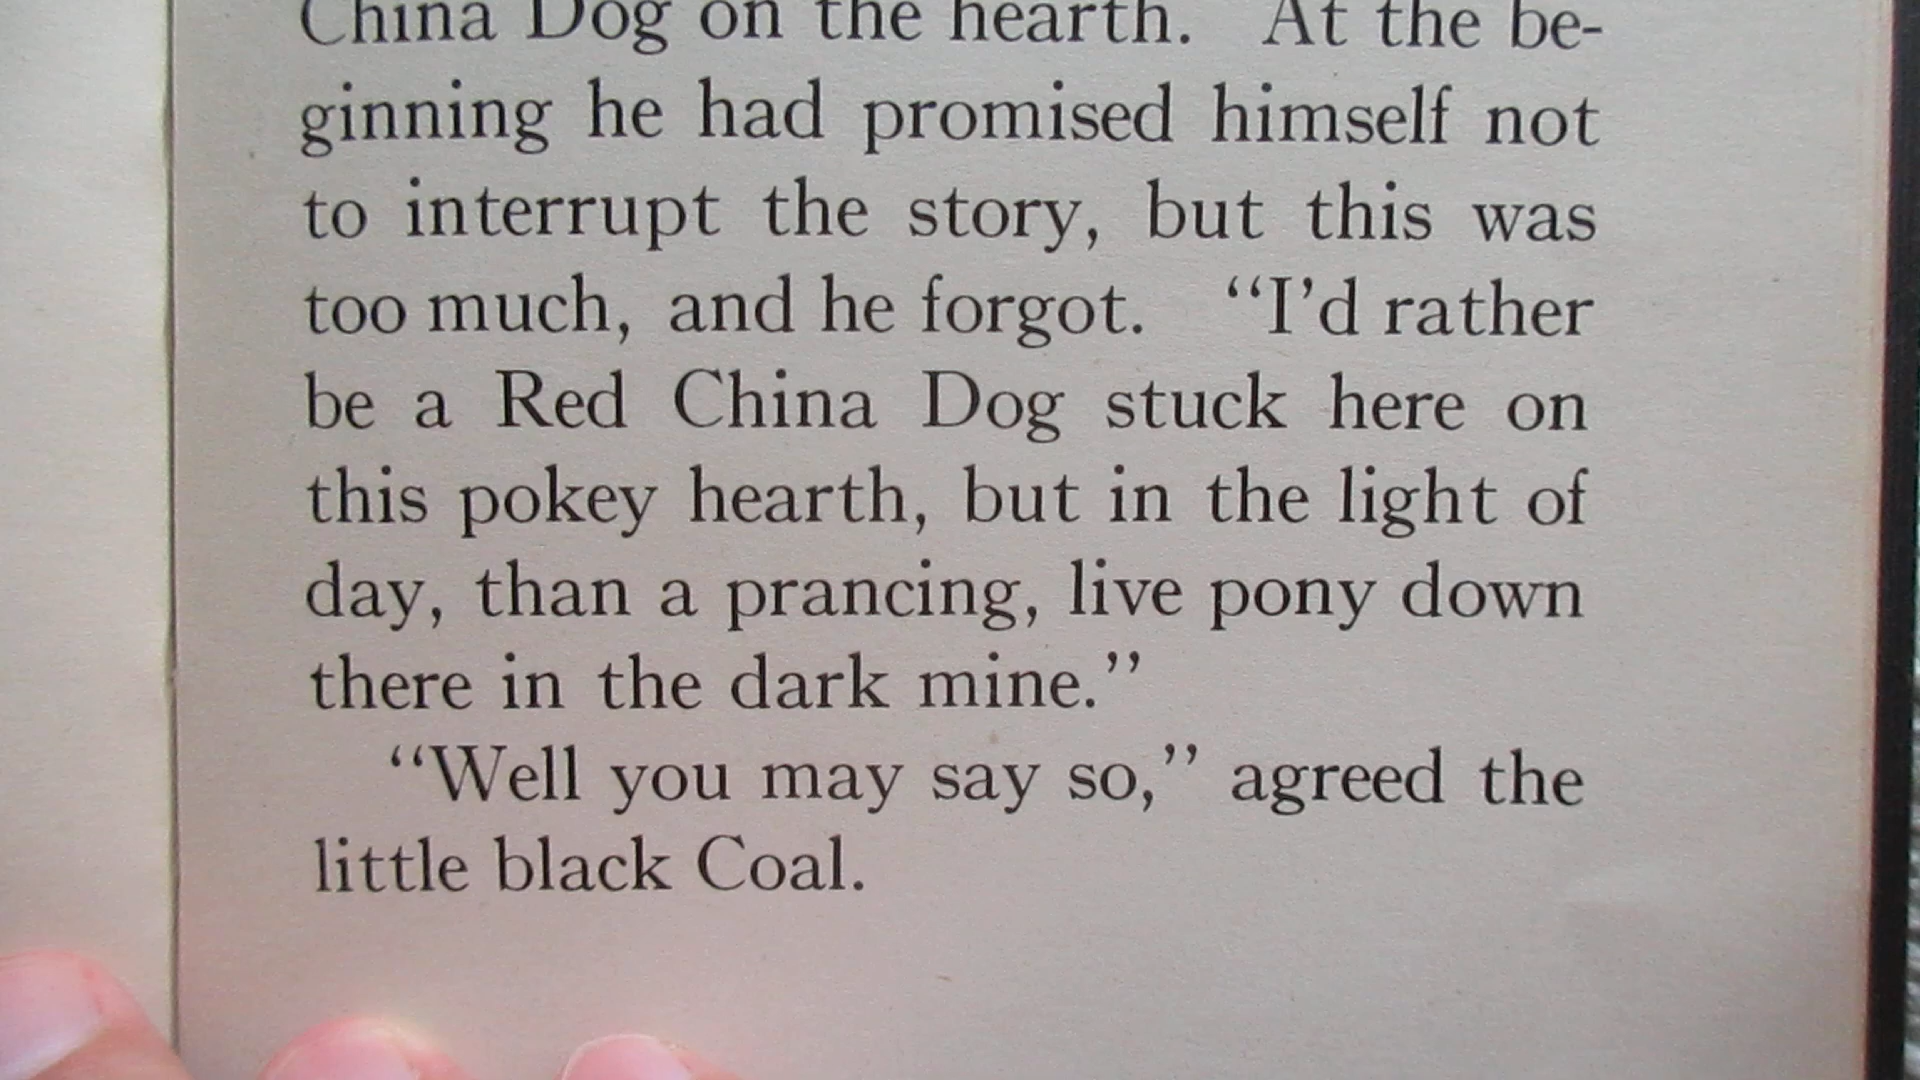 China Dog on the hearth. At the be-
ginning he had promised himself not
to interrupt the story, but this was
too much, and he forgot. “I’d rather
be a Red China Dog stuck here on
this pokey hearth, but in the light of
day, than a prancing, live pony down
there in the dark mine.”
“Well you may say so,” agreed the
little black Coal.